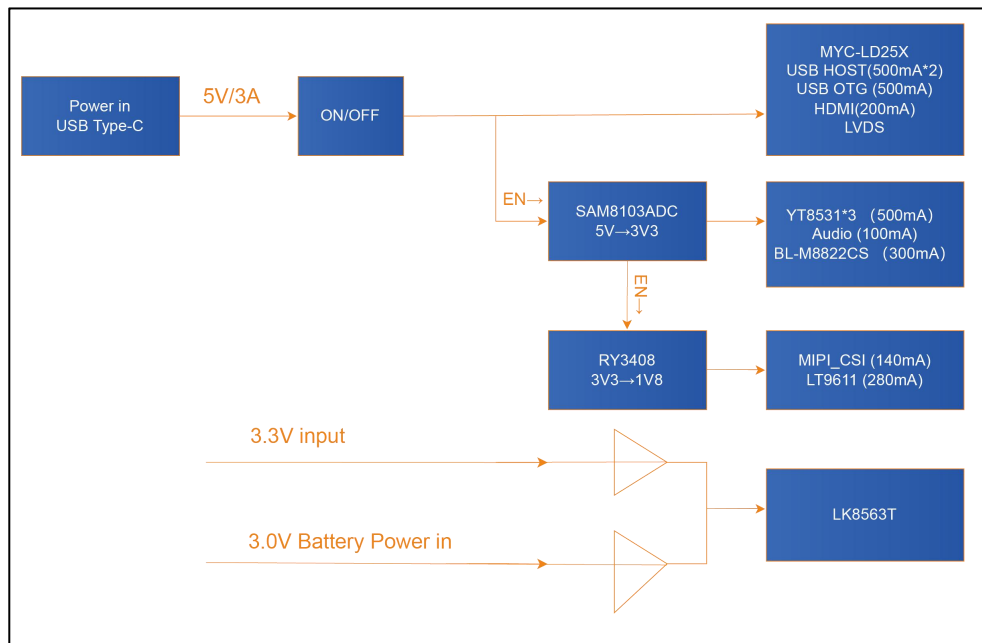 Power in
USB Type-C
5V/3A
ON/OFF
MYC-LD25X
USB HOST(500mA*2)
USB OTG (500mA)
HDMI(200mA)
LVDS
EN→
SAM8103ADC
5V→3V3
YT8531*3 （500mA)
Audio (100mA)
BL-M8822CS （300mA）
EN→
RY3408
3V3→1V8
MIPI_CSI (140mA)
LT9611 (280mA)
3.3V input
3.0V Battery Power in
LK8563T